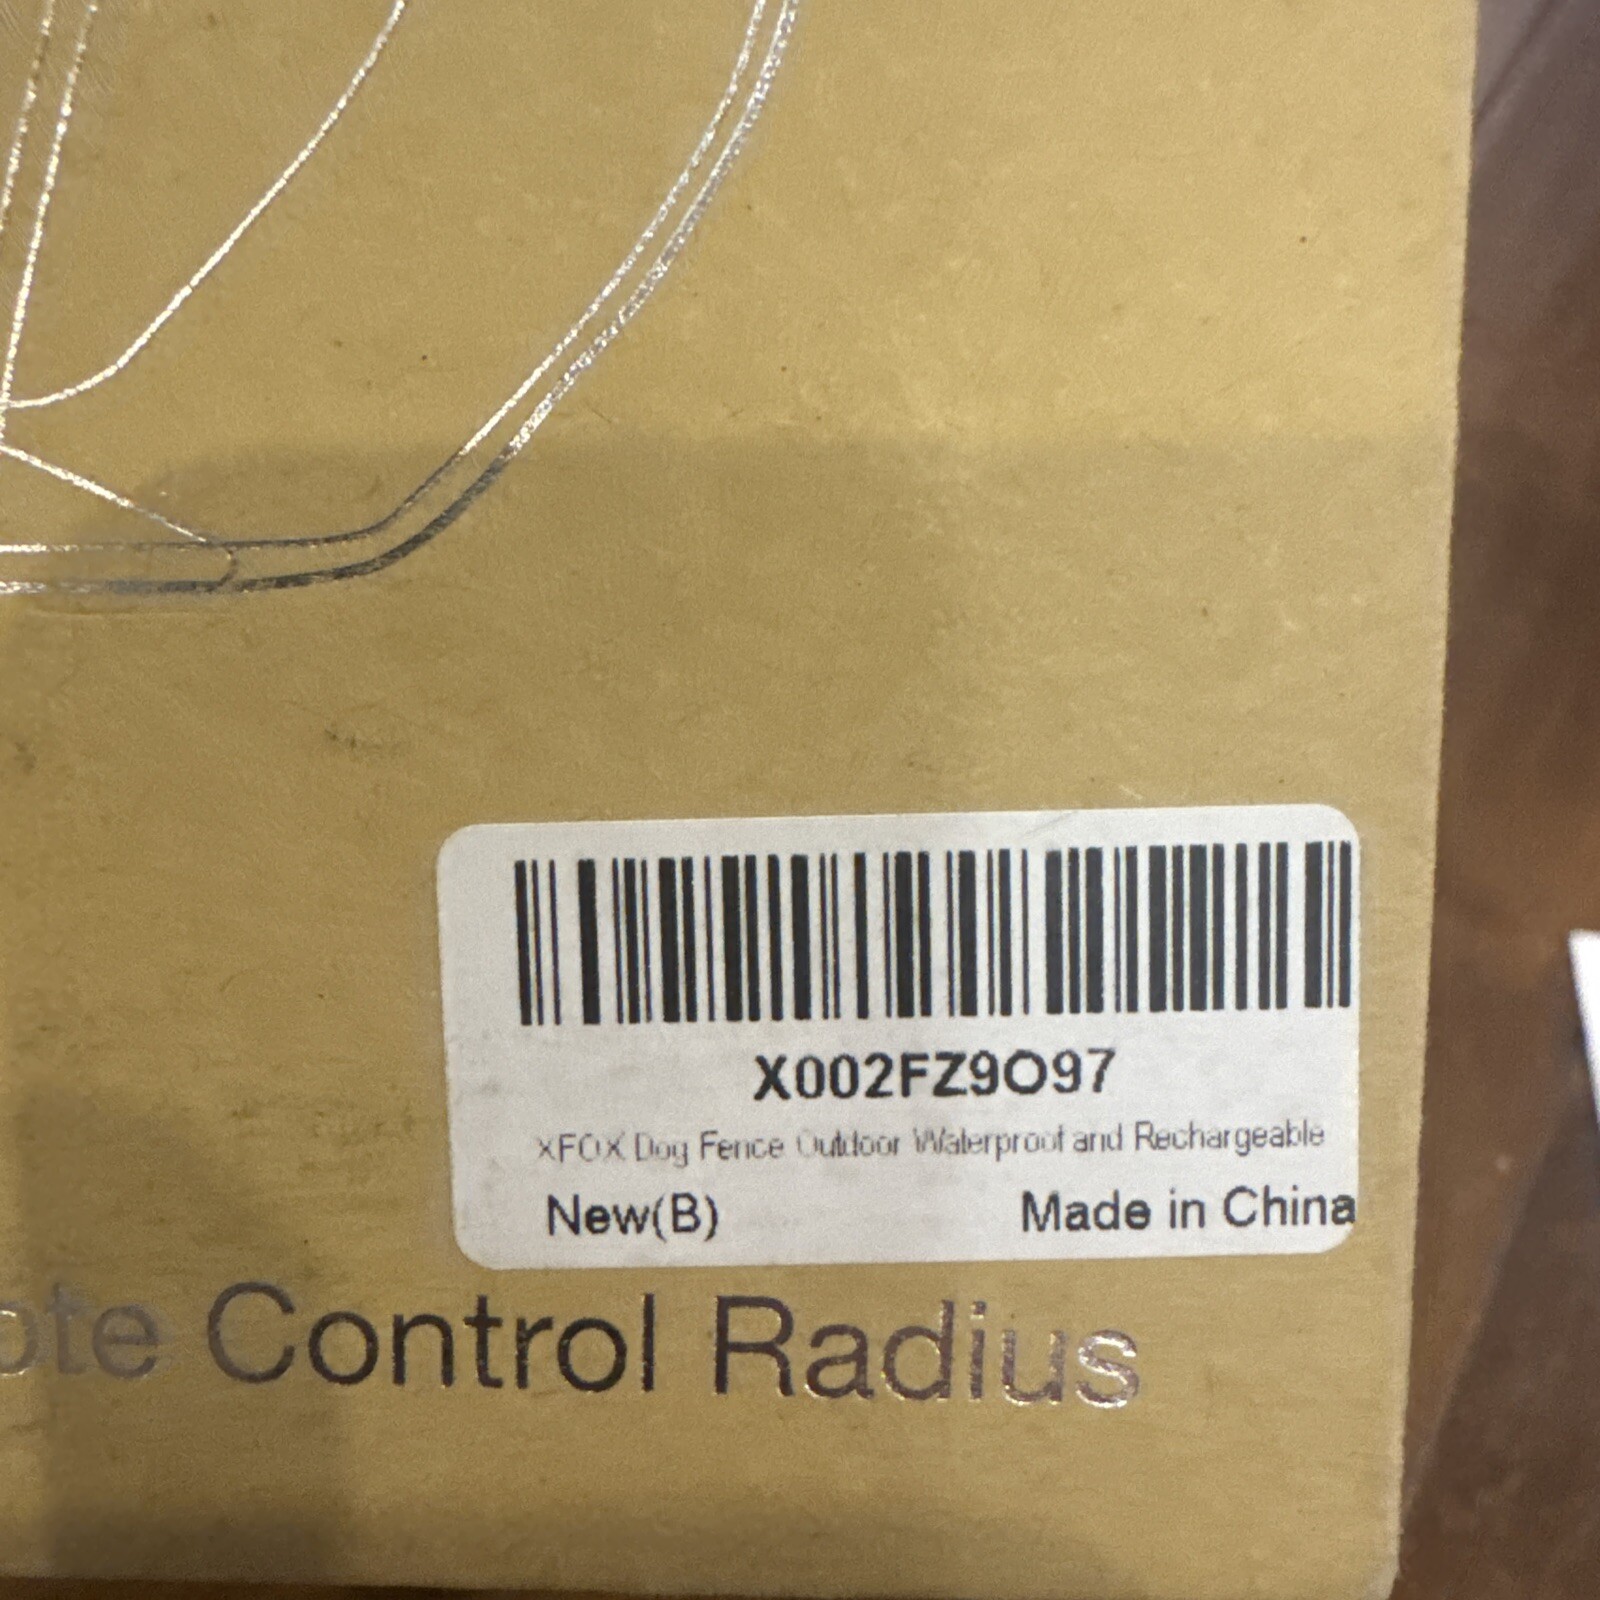 X002FZ9O97
XFOX Dog Fence Outdoor Waterproof and Rechargeable
New(B) Made in China
ote Control Radius